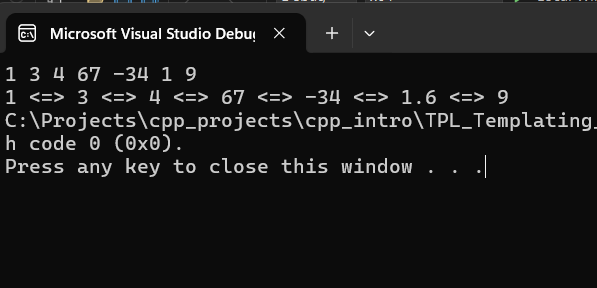 Microsoft Visual Studio Debug
1 3 4 67 -34 1 9
1 <=> 3 <=> 4 <=> 67 <=> -34 <=> 1.6 <=> 9
C:\Projects\cpp_projects\cpp_intro\TPL_Templating_
h code 0 (0x0).
Press any key to close this window . . .